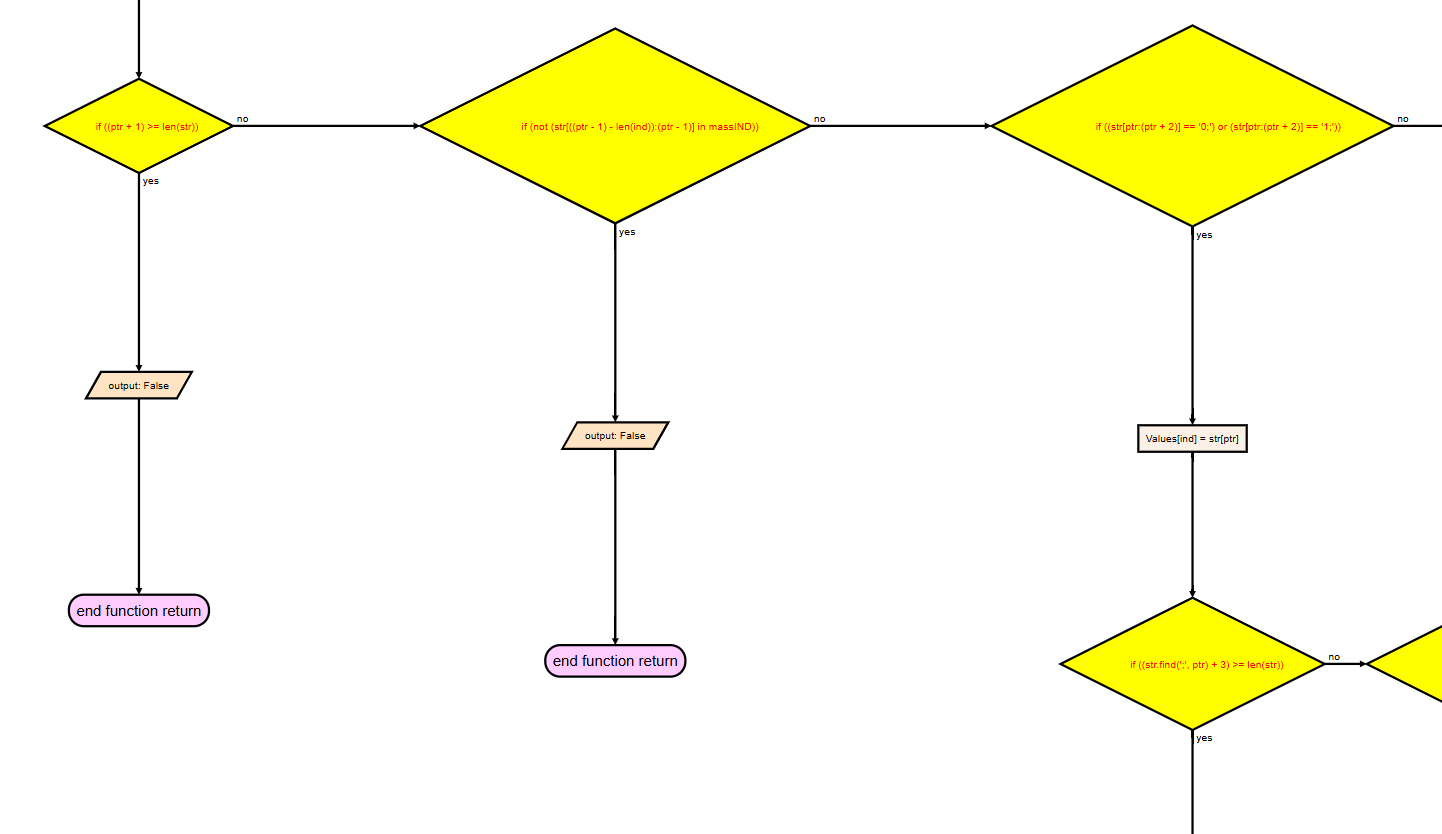 if ((ptr + 1) >= len(str))
no
yes
if (not (str[((ptr - 1) - len(ind)):(ptr - 1)] in massIND))
no
yes
if ((str[ptr:(ptr + 2)] == '0;') or (str[ptr:(ptr + 2)] == '1;'))
no
yes
output: False
output: False
Values[ind] = str[ptr]
end function return
end function return
if ((str.find(';', ptr) + 3) >= len(str))
no
yes